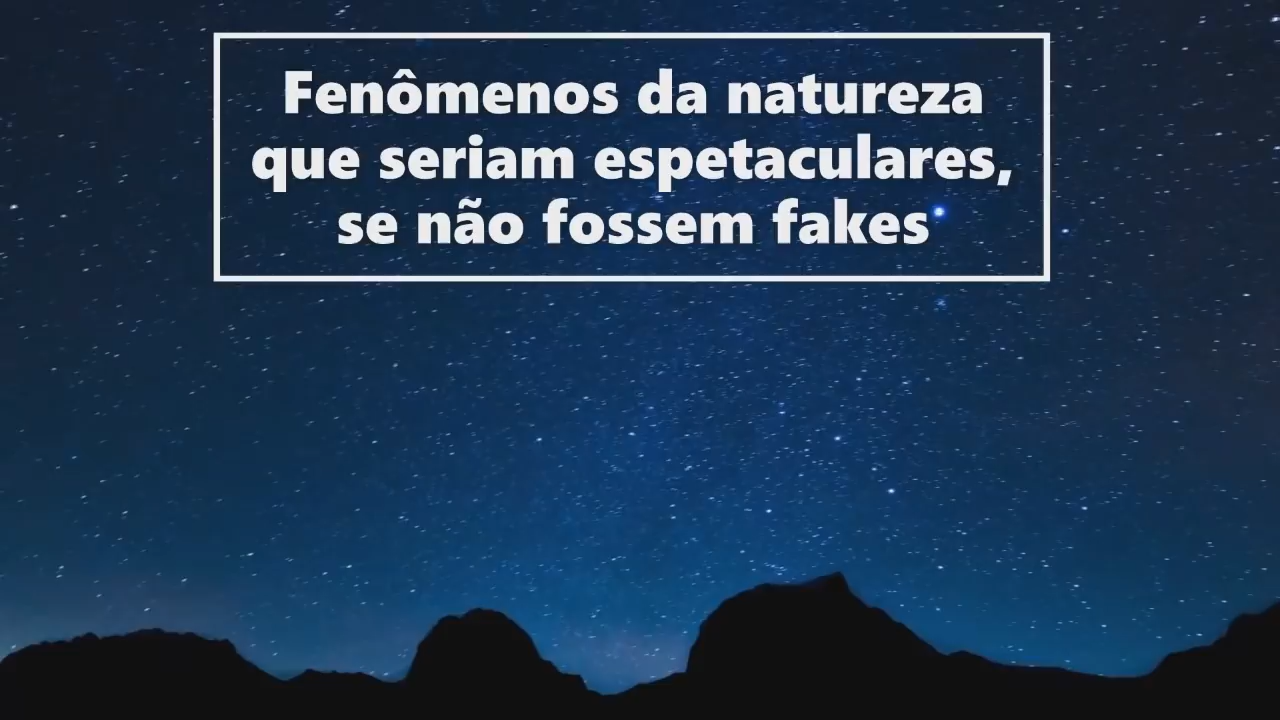 Fenômenos da natureza
que seriam espetaculares,
se não fossem fakes